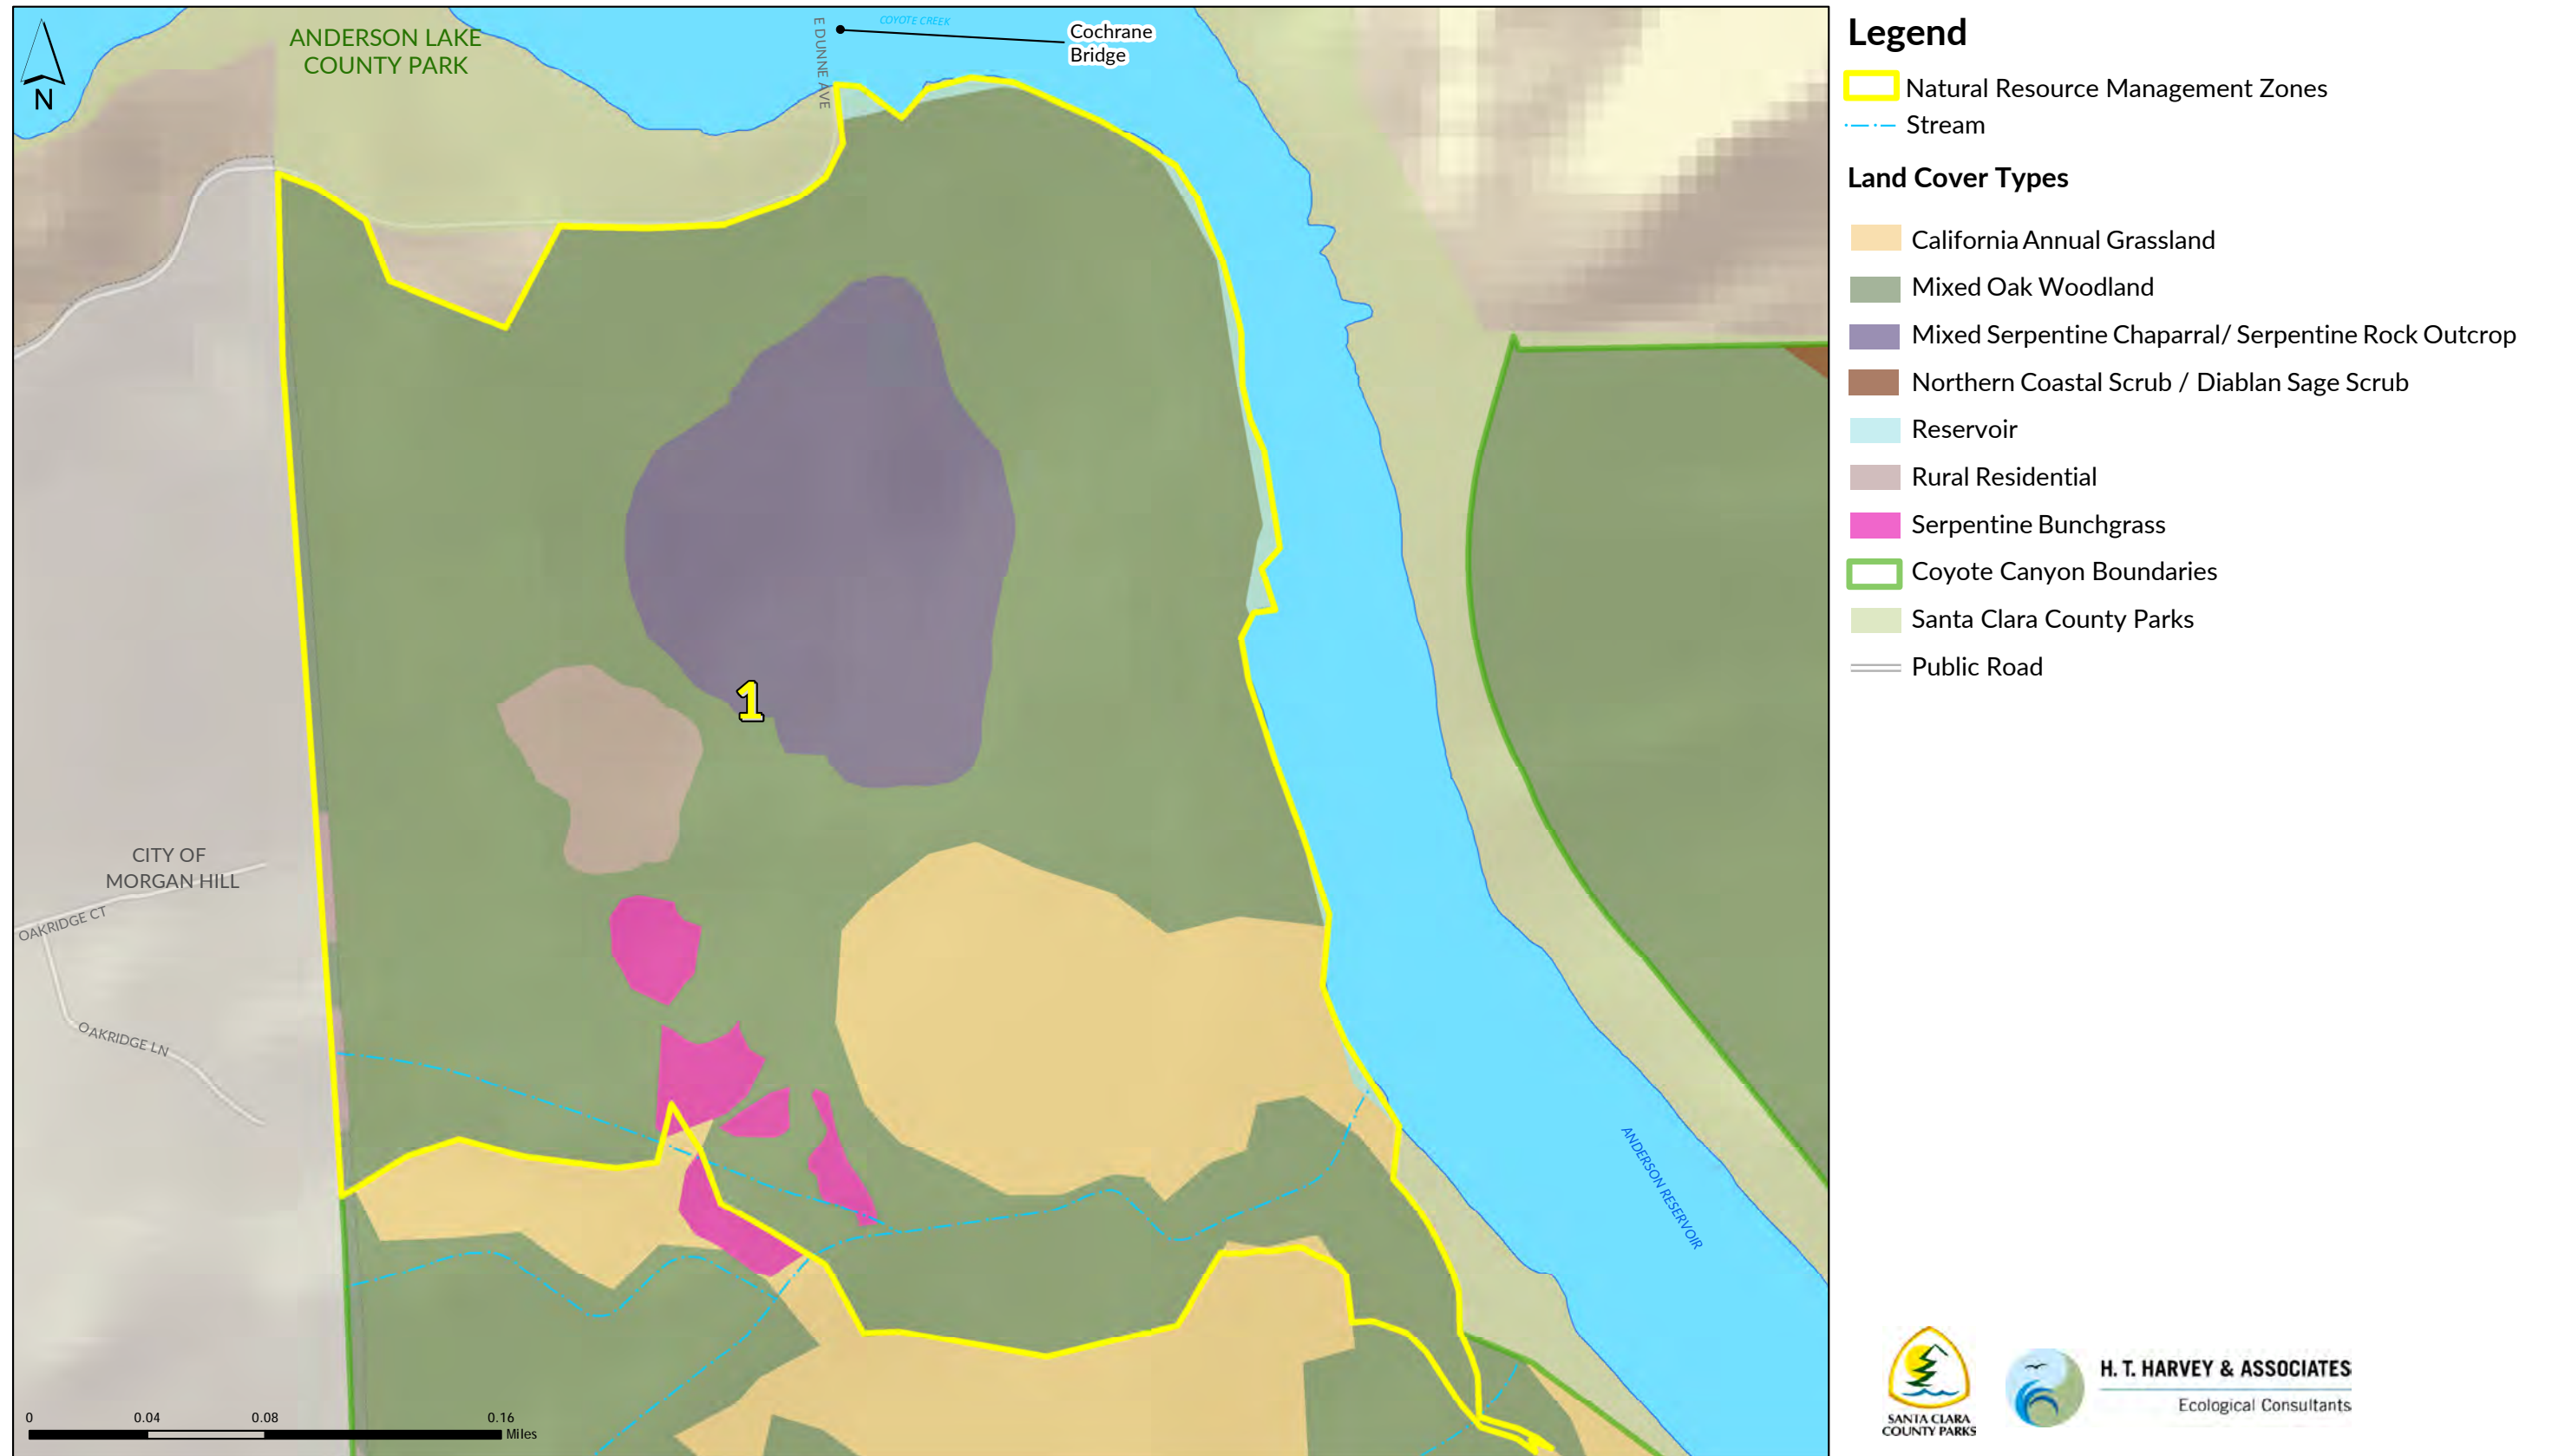 COYOTE CREEK
E DUNNE AVE
Cochrane
Bridge
ANDERSON LAKE
COUNTY PARK
N
1
CITY OF
MORGAN HILL
OAKRIDGE CT
OAKRIDGE LN
ANDERSON RESERVOIR
0 0.04 0.08 0.16
Miles
Legend
Natural Resource Management Zones
Stream
Land Cover Types
California Annual Grassland
Mixed Oak Woodland
Mixed Serpentine Chaparral/ Serpentine Rock Outcrop
Northern Coastal Scrub / Diablan Sage Scrub
Reservoir
Rural Residential
Serpentine Bunchgrass
Coyote Canyon Boundaries
Santa Clara County Parks
Public Road
SANTA CLARA
COUNTY PARKS
H. T. HARVEY & ASSOCIATES
Ecological Consultants